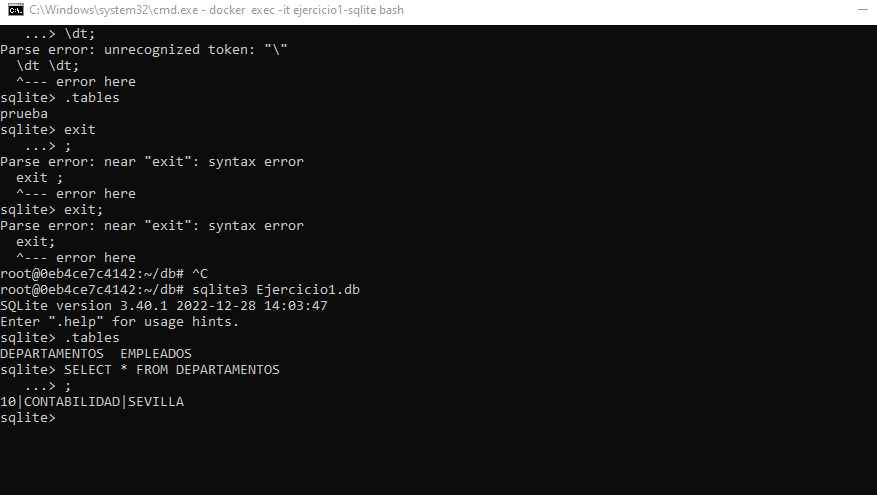 C:\Windows\system32\cmd.exe - docker exec -it ejercicio1-sqlite bash
   ...> \dt;
Parse error: unrecognized token: "\"
  \dt \dt;
  ^--- error here
sqlite> .tables
prueba
sqlite> exit
   ...> ;
Parse error: near "exit": syntax error
  exit ;
  ^--- error here
sqlite> exit;
Parse error: near "exit": syntax error
  exit;
  ^--- error here
root@0eb4ce7c4142:~/db# ^C
root@0eb4ce7c4142:~/db# sqlite3 Ejercicio1.db
SQLite version 3.40.1 2022-12-28 14:03:47
Enter ".help" for usage hints.
sqlite> .tables
DEPARTAMENTOS  EMPLEADOS
sqlite> SELECT * FROM DEPARTAMENTOS
   ...> ;
10|CONTABILIDAD|SEVILLA
sqlite>